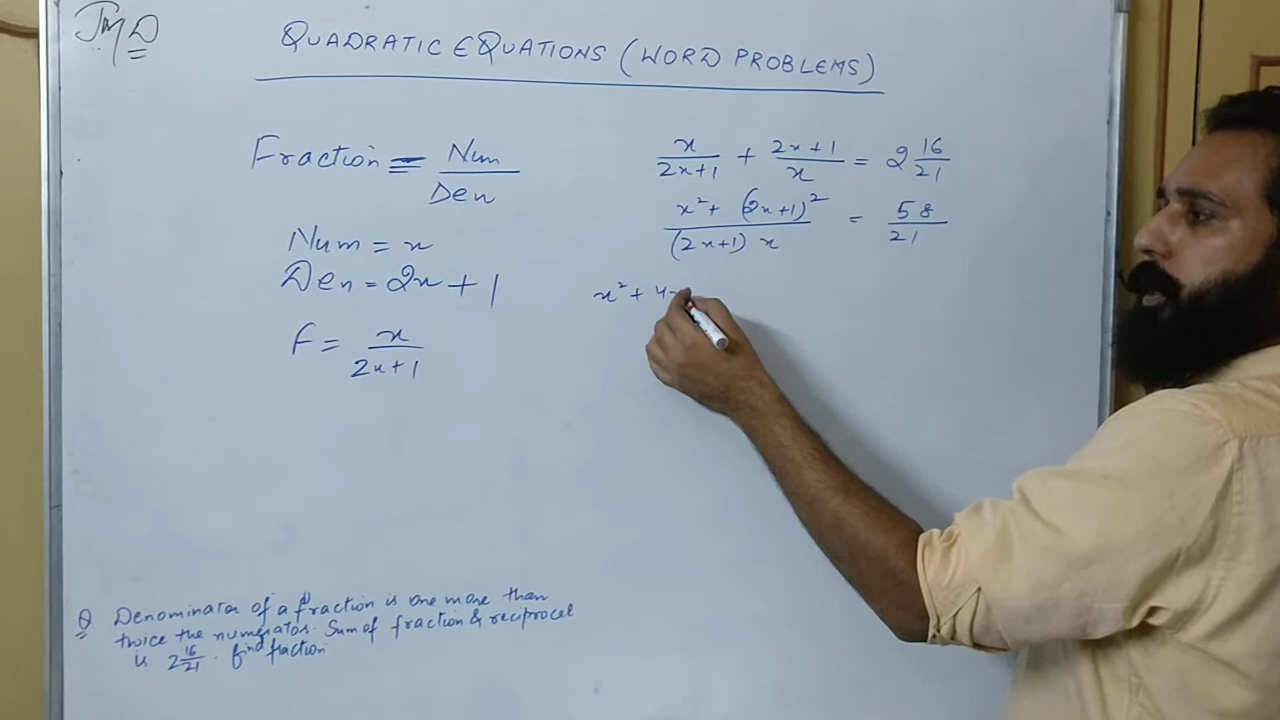 JMD
QUADRATIC EQUATIONS (WORD PROBLEMS)
Fraction = Num/Den
Num = x
Den = 2x + 1
F = x/2x+1
x/2x+1 + 2x+1/x = 2 16/21
x² + (2x+1)²/(2x+1) x = 58/21
x² + 4
Q Denominator of a fraction is one more than
twice the numerator. Sum of fraction & reciprocel
is 2 16/21. find fraction